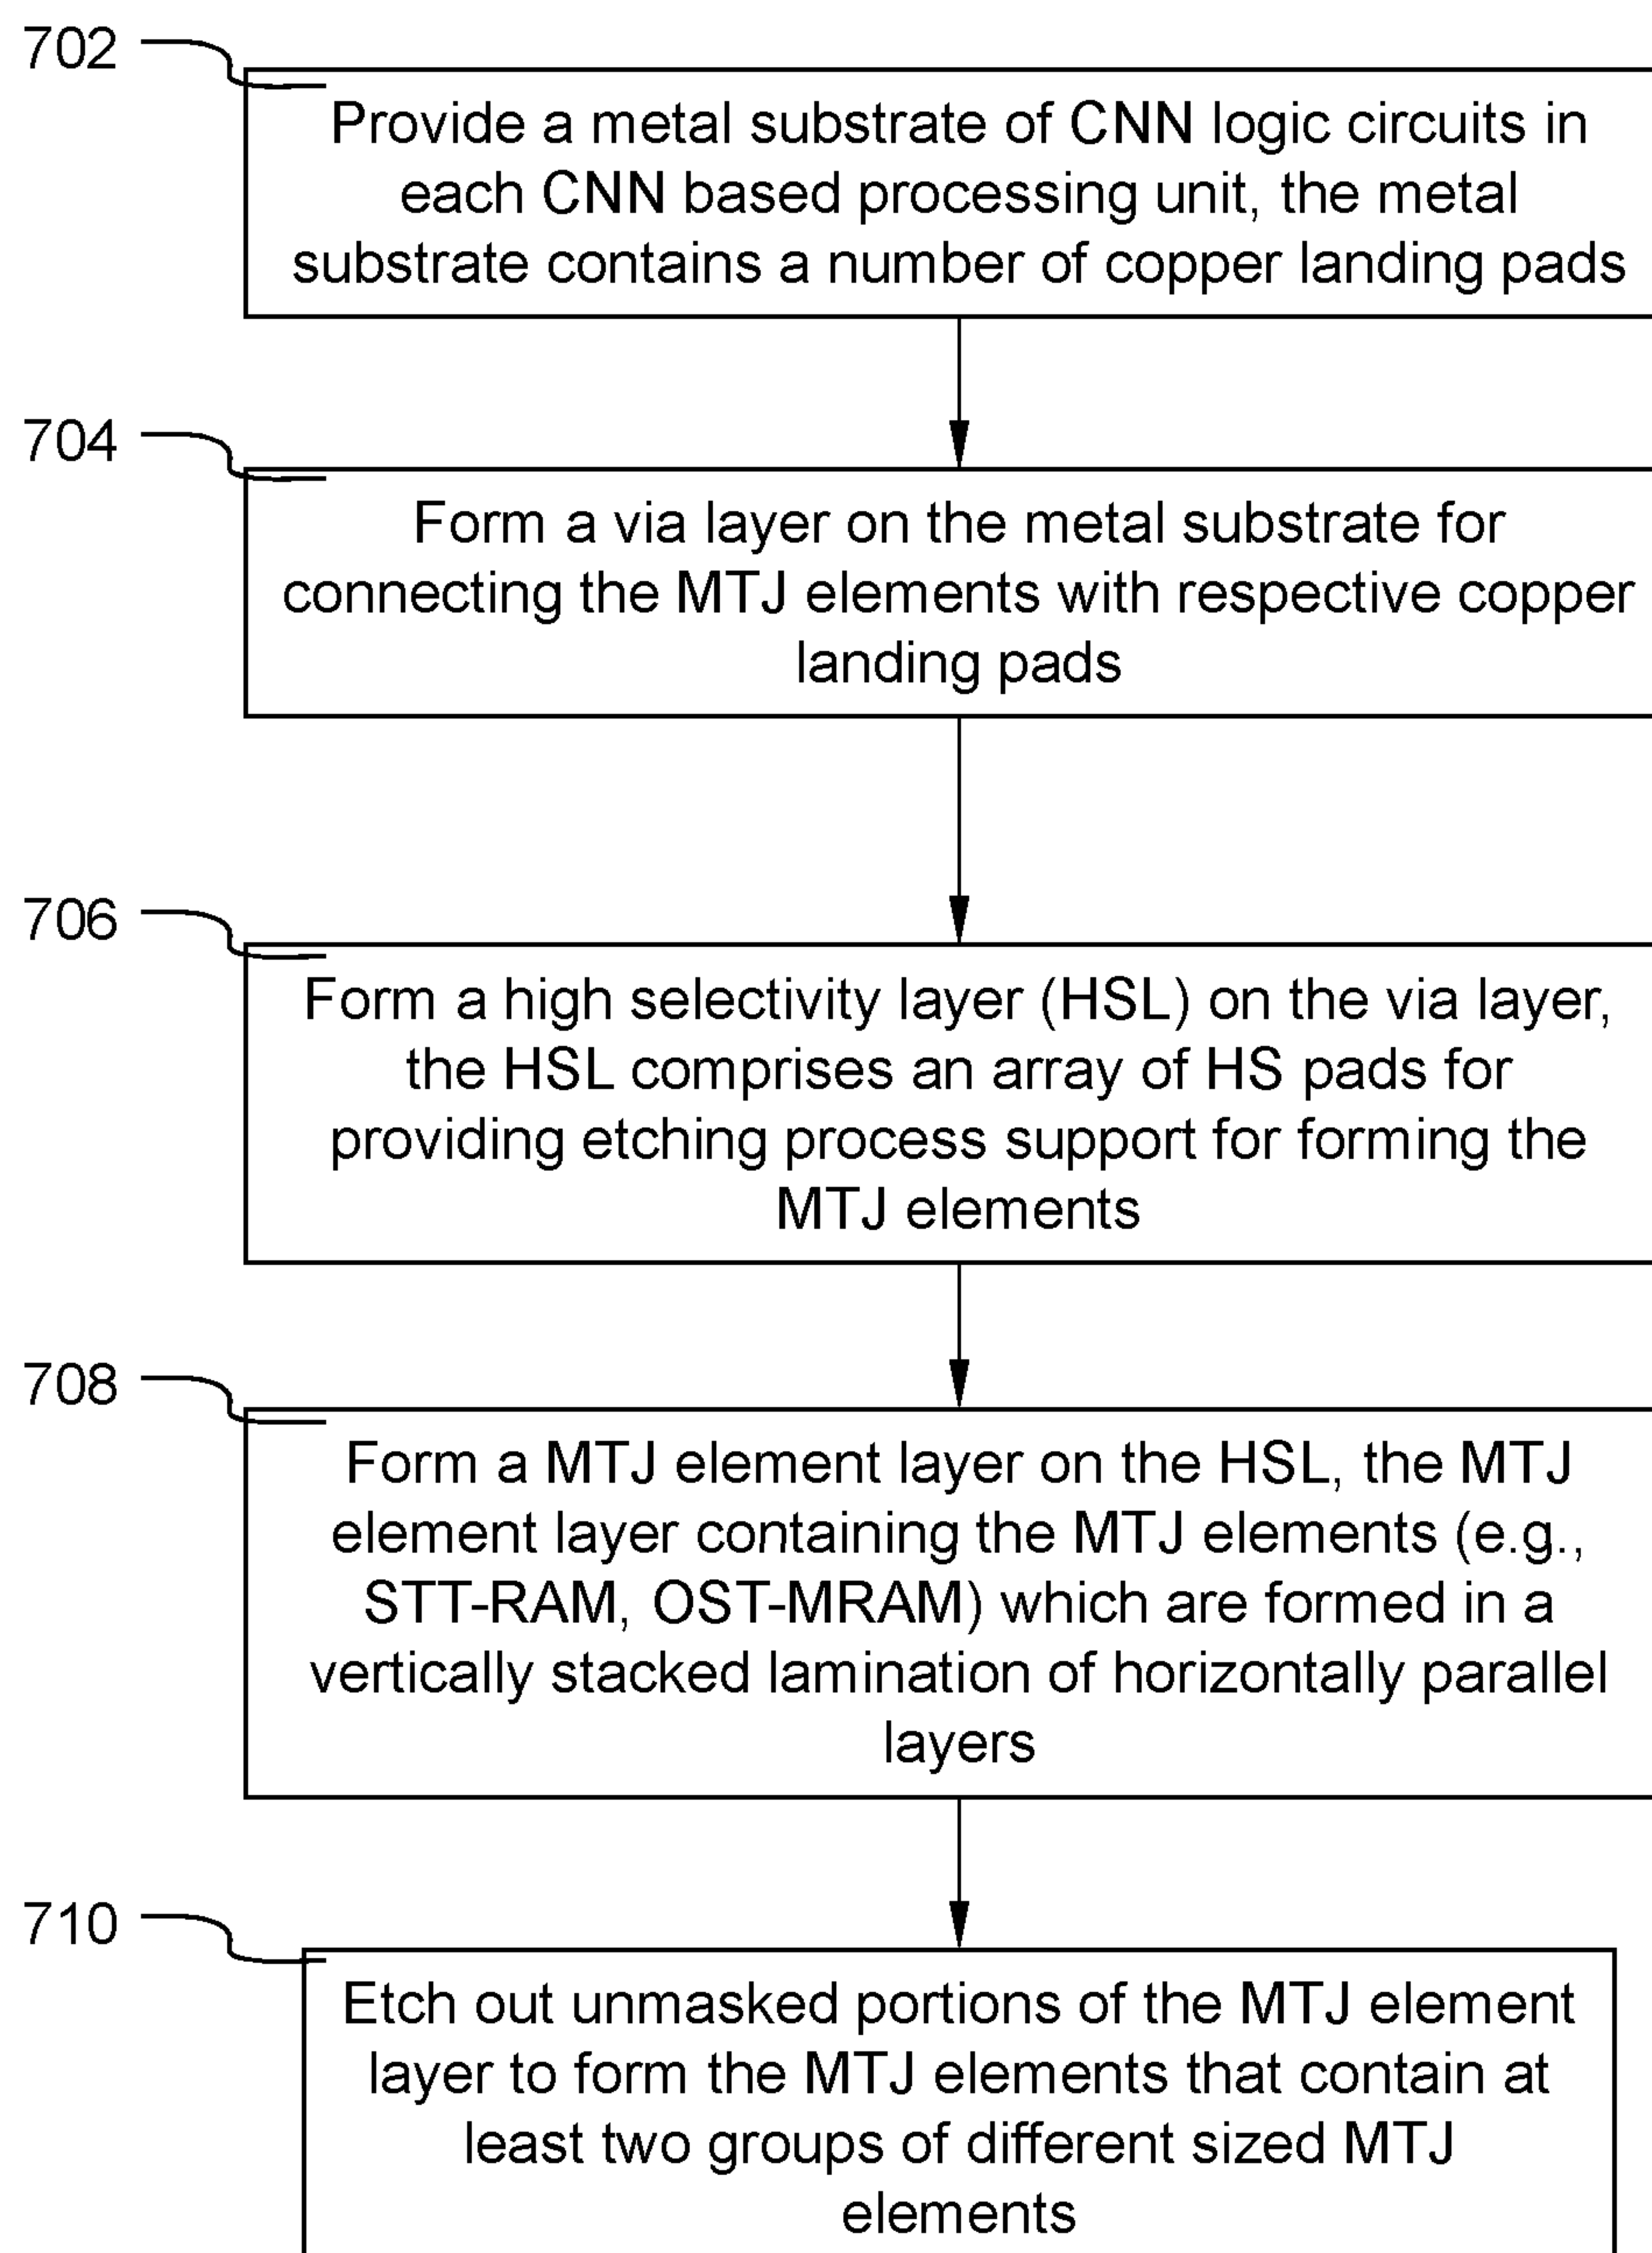 702
Provide a metal substrate of CNN logic circuits in
each CNN based processing unit, the metal
substrate contains a number of copper landing pads
704
Form a via layer on the metal substrate for
connecting the MTJ elements with respective copper
landing pads
706
Form a high selectivity layer (HSL) on the via layer,
the HSL comprises an array of HS pads for
providing etching process support for forming the
MTJ elements
708
Form a MTJ element layer on the HSL, the MTJ
element layer containing the MTJ elements (e.g.,
STT-RAM, OST-MRAM) which are formed in a
vertically stacked lamination of horizontally parallel
layers
710
Etch out unmasked portions of the MTJ element
layer to form the MTJ elements that contain at
least two groups of different sized MTJ
elements